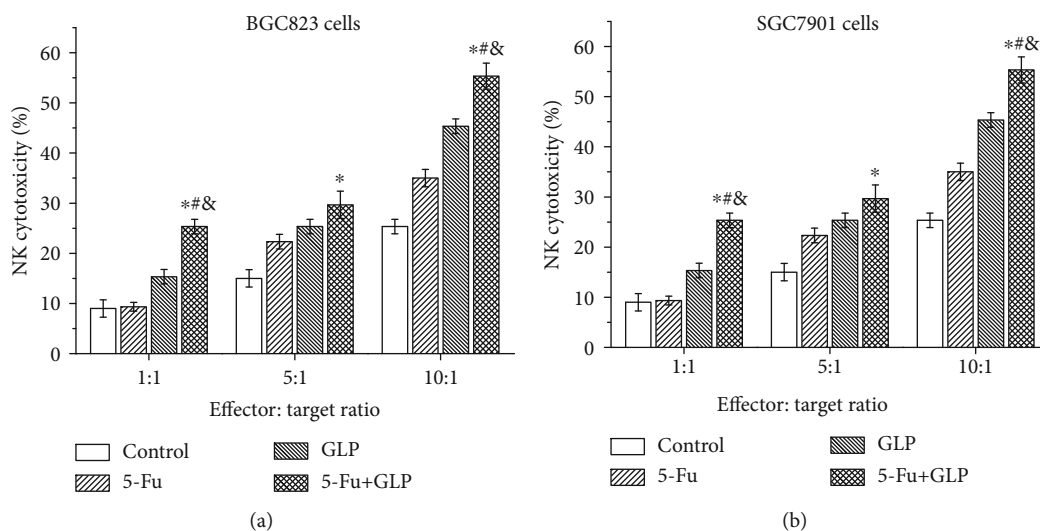 BGC823 cells
NK cytotoxicity (%)
60
50
40
30
20
10
0
*#&
*
*#&
1:1
5:1
10:1
Effector: target ratio
Control
5-Fu
GLP
5-Fu+GLP
(a)
SGC7901 cells
NK cytotoxicity (%)
60
50
40
30
20
10
0
*#&
*
*#&
1:1
5:1
10:1
Effector: target ratio
Control
5-Fu
GLP
5-Fu+GLP
(b)